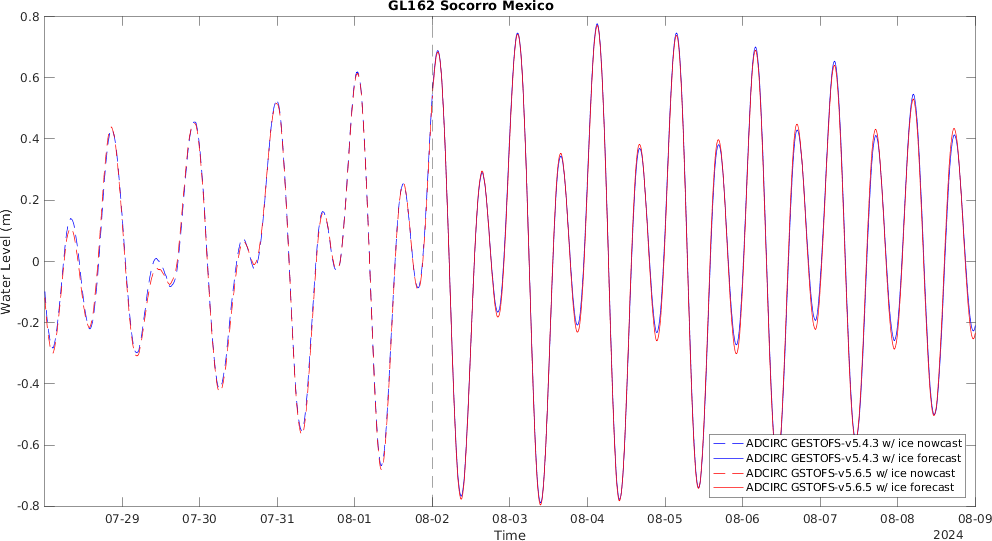 GL162 Socorro Mexico
0.8
0.6
0.4
0.2
0
-0.2
-0.4
-0.6
-0.8
Water Level (m)
ADCIRC GESTOFS-v5.4.3 w/ ice nowcast
ADCIRC GESTOFS-v5.4.3 w/ ice forecast
ADCIRC GSTOFS-v5.6.5 w/ ice nowcast
ADCIRC GSTOFS-v5.6.5 w/ ice forecast
07-29 07-30 07-31 08-01 08-02 08-03 08-04 08-05 08-06 08-07 08-08 08-09
Time
2024